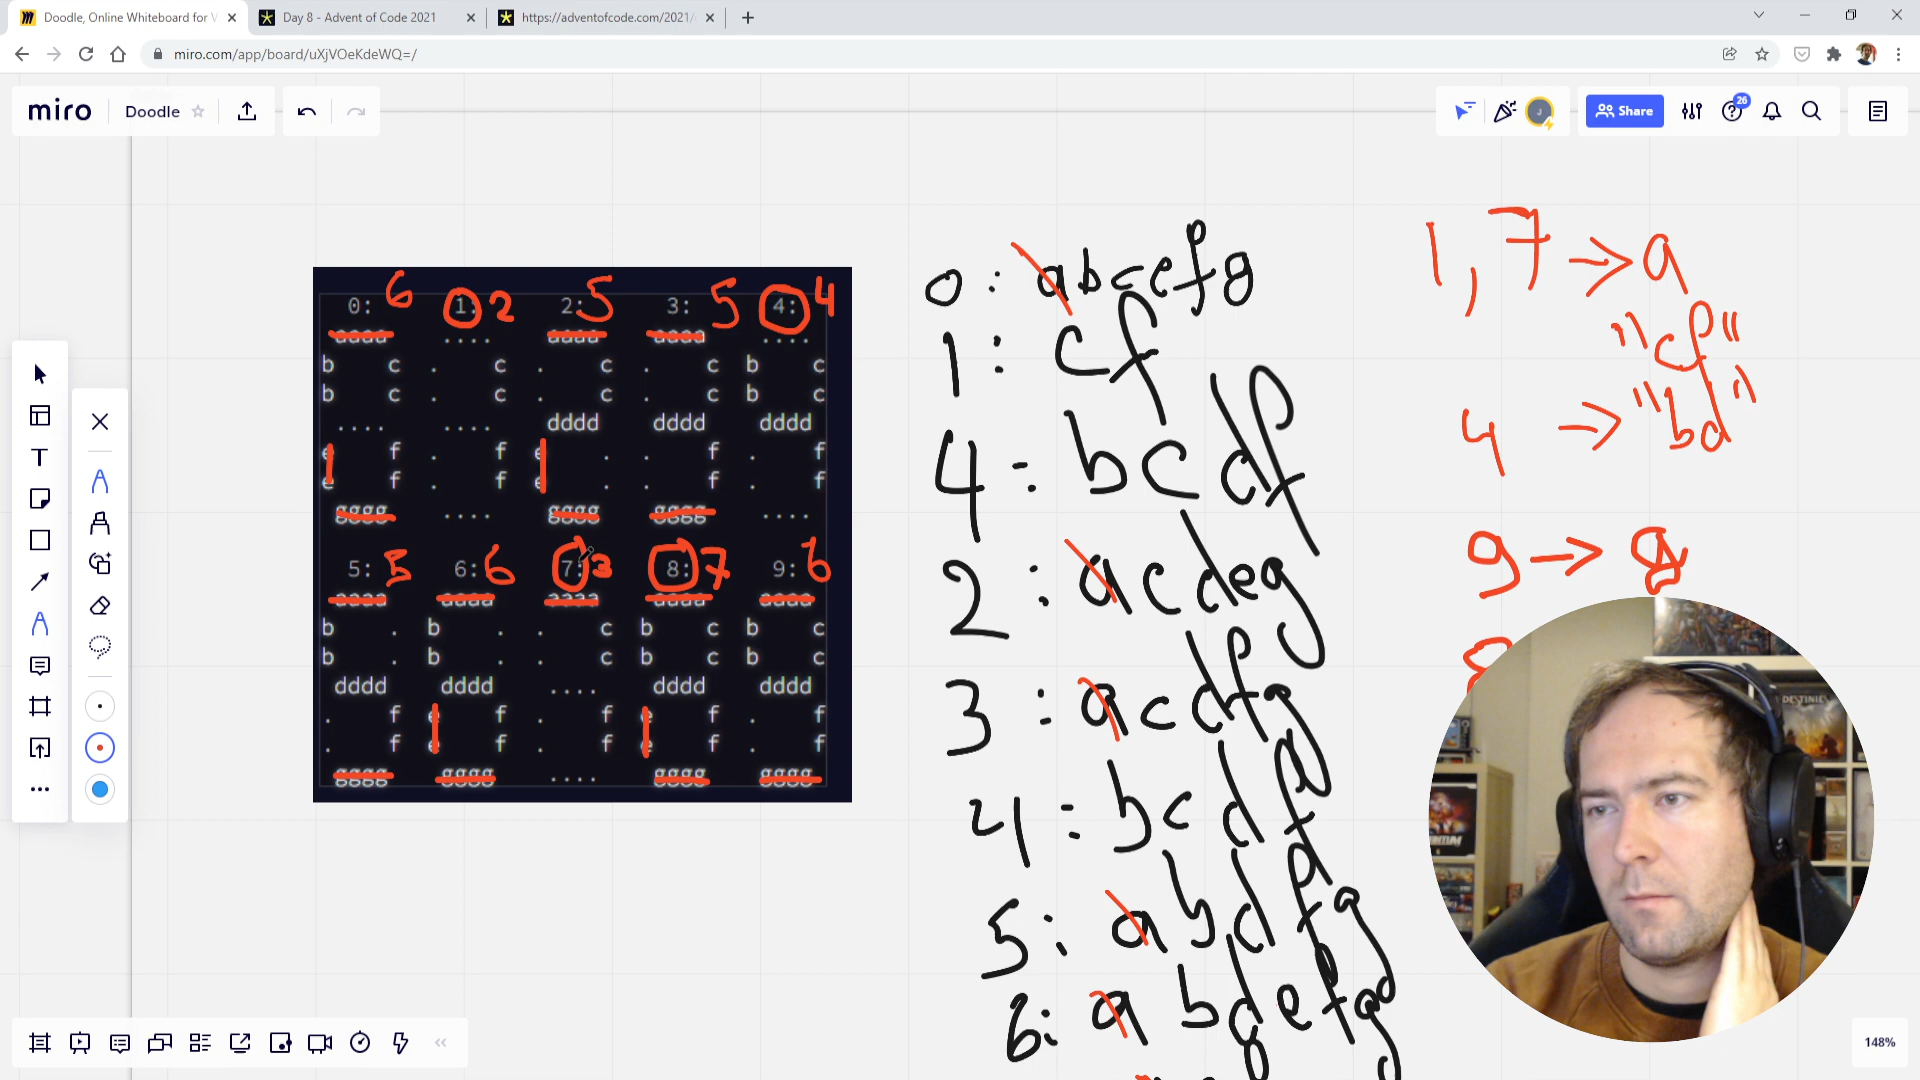 Doodle, Online Whiteboard for V
Day 8 - Advent of Code 2021
https://adventofcode.com/2021/
miro.com/app/board/uXjVOeKdeWQ=/
miro
Doodle
Share
26
0: 6 1: 2 2: 5 3: 5 4: 4
aaaa .... aaaa aaaa ....
b c . c . c . c b c
b c . c . c . c b c
.... .... dddd dddd dddd
e f . f e . . f . f
e f . f e . . f . f
gggg .... gggg gggg ....
5: 5 6: 6 7: 3 8: 7 9: 6
aaaa aaaa aaaa aaaa aaaa
b . b . . c b c b c
b . b . . c b c b c
dddd dddd .... dddd dddd
. f e f . f e f . f
. f e f . f e f . f
gggg gggg .... gggg gggg
0: abcefg
1: cf
4: bcdf
2: acdeg
3: acdfg
4: bcdf
5: abdfg
6: abdefg
1,7 → a
"cf"
4 → "bd"
9 → g
8
DESTINIES
148%